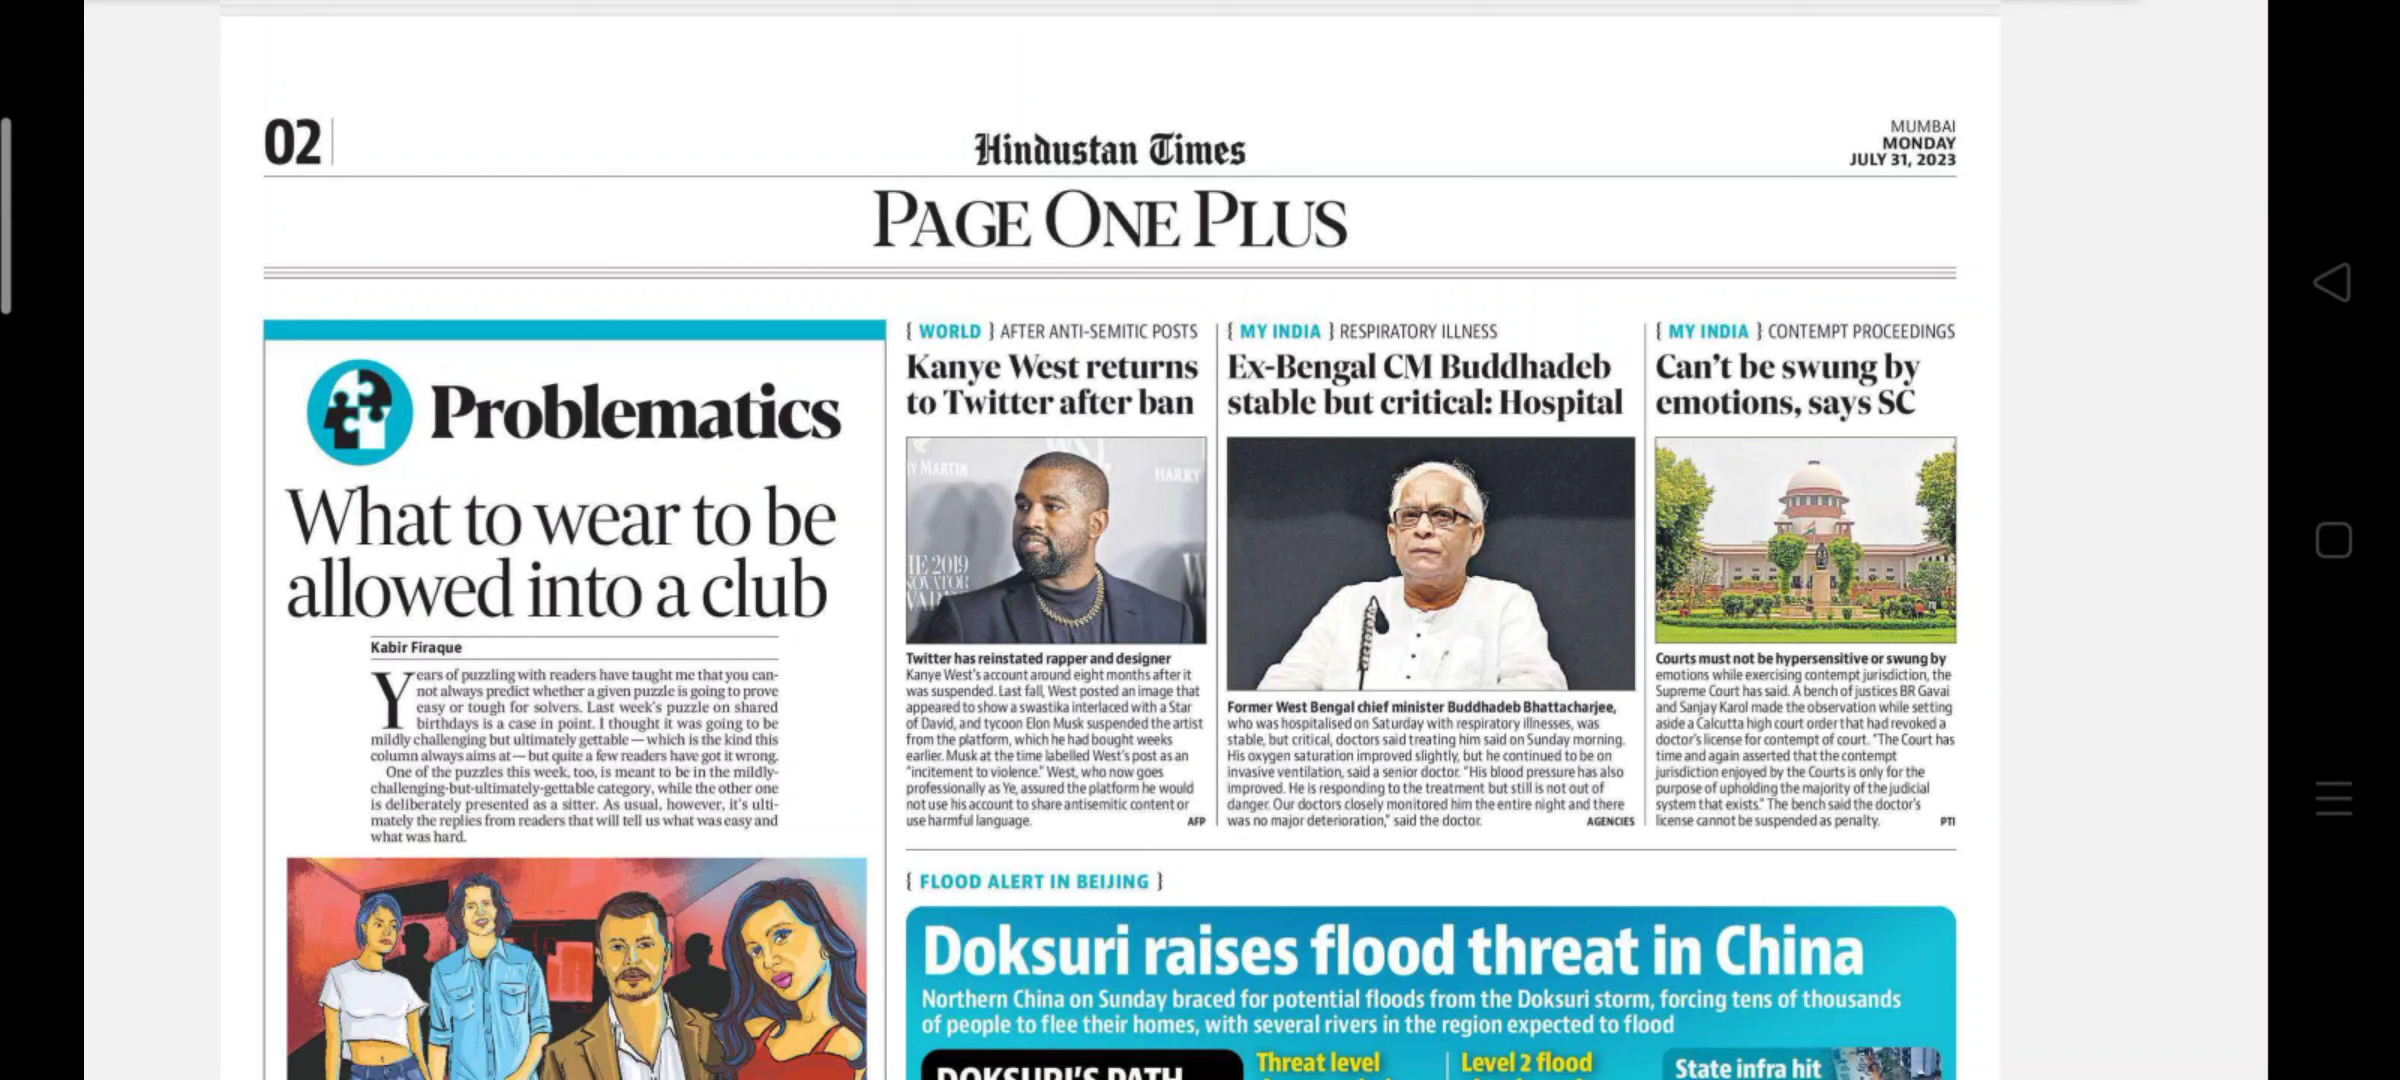 02
Hindustan Times
MUMBAI
MONDAY
JULY 31, 2023
PAGE ONE PLUS
Problematics
What to wear to be
allowed into a club
Kabir Firaque
Years of puzzling with readers have taught me that you can-
not always predict whether a given puzzle is going to prove
easy or tough for solvers. Last week's puzzle on shared
birthdays is a case in point. I thought it was going to be
mildly challenging but ultimately gettable — which is the kind this
column always aims at — but quite a few readers have got it wrong.
One of the puzzles this week, too, is meant to be in the mildly-
challenging-but-ultimately-gettable category, while the other one
is deliberately presented as a sitter. As usual, however, it's ulti-
mately the replies from readers that will tell us what was easy and
what was hard.
{ WORLD } AFTER ANTI-SEMITIC POSTS
Kanye West returns
to Twitter after ban
Y MARTIN
HARRY
HE 2019
NOVATOR
WARD
Twitter has reinstated rapper and designer
Kanye West's account around eight months after it
was suspended. Last fall, West posted an image that
appeared to show a swastika interlaced with a Star
of David, and tycoon Elon Musk suspended the artist
from the platform, which he had bought weeks
earlier. Musk at the time labelled West's post as an
"incitement to violence." West, who now goes
professionally as Ye, assured the platform he would
not use his account to share antisemitic content or
use harmful language. AFP
{ MY INDIA } RESPIRATORY ILLNESS
Ex-Bengal CM Buddhadeb
stable but critical: Hospital
Former West Bengal chief minister Buddhadeb Bhattacharjee,
who was hospitalised on Saturday with respiratory illnesses, was
stable, but critical, doctors said treating him said on Sunday morning.
His oxygen saturation improved slightly, but he continued to be on
invasive ventilation, said a senior doctor. "His blood pressure has also
improved. He is responding to the treatment but still is not out of
danger. Our doctors closely monitored him the entire night and there
was no major deterioration," said the doctor. AGENCIES
{ MY INDIA } CONTEMPT PROCEEDINGS
Can't be swung by
emotions, says SC
Courts must not be hypersensitive or swung by
emotions while exercising contempt jurisdiction, the
Supreme Court has said. A bench of justices BR Gavai
and Sanjay Karol made the observation while setting
aside a Calcutta high court order that had revoked a
doctor's license for contempt of court. "The Court has
time and again asserted that the contempt
jurisdiction enjoyed by the Courts is only for the
purpose of upholding the majority of the judicial
system that exists." The bench said the doctor's
license cannot be suspended as penalty. PTI
{ FLOOD ALERT IN BEIJING }
Doksuri raises flood threat in China
Northern China on Sunday braced for potential floods from the Doksuri storm, forcing tens of thousands
of people to flee their homes, with several rivers in the region expected to flood
DOKSURI'S PATH
Threat level
Level 2 flood
State infra hit